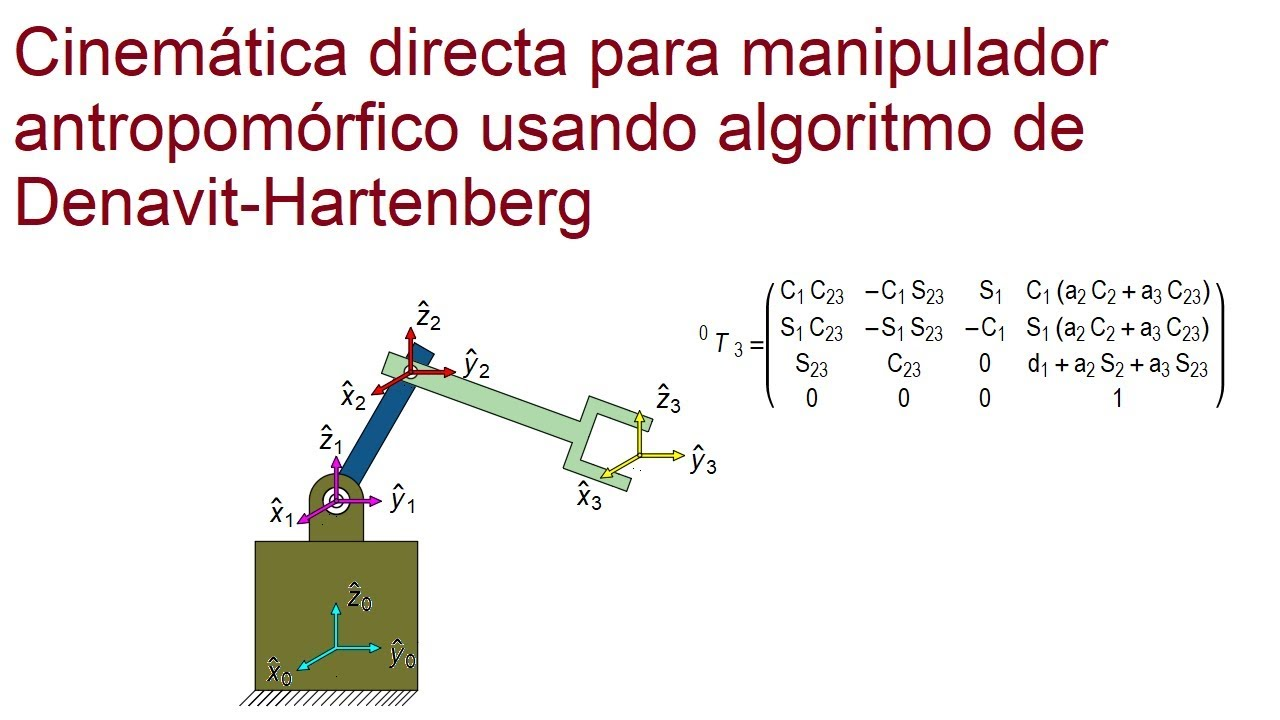 Cinemática directa para manipulador
antropomórfico usando algoritmo de
Denavit-Hartenberg
ẑ2
ŷ2
x̂2
ẑ1
ŷ1
x̂1
ẑ3
ŷ3
x̂3
ẑ0
ŷ0
x̂0
0 T 3 =
C1 C23 −C1 S23 S1 C1 (a2 C2 + a3 C23)
S1 C23 −S1 S23 −C1 S1 (a2 C2 + a3 C23)
S23 C23 0 d1 + a2 S2 + a3 S23
0 0 0 1